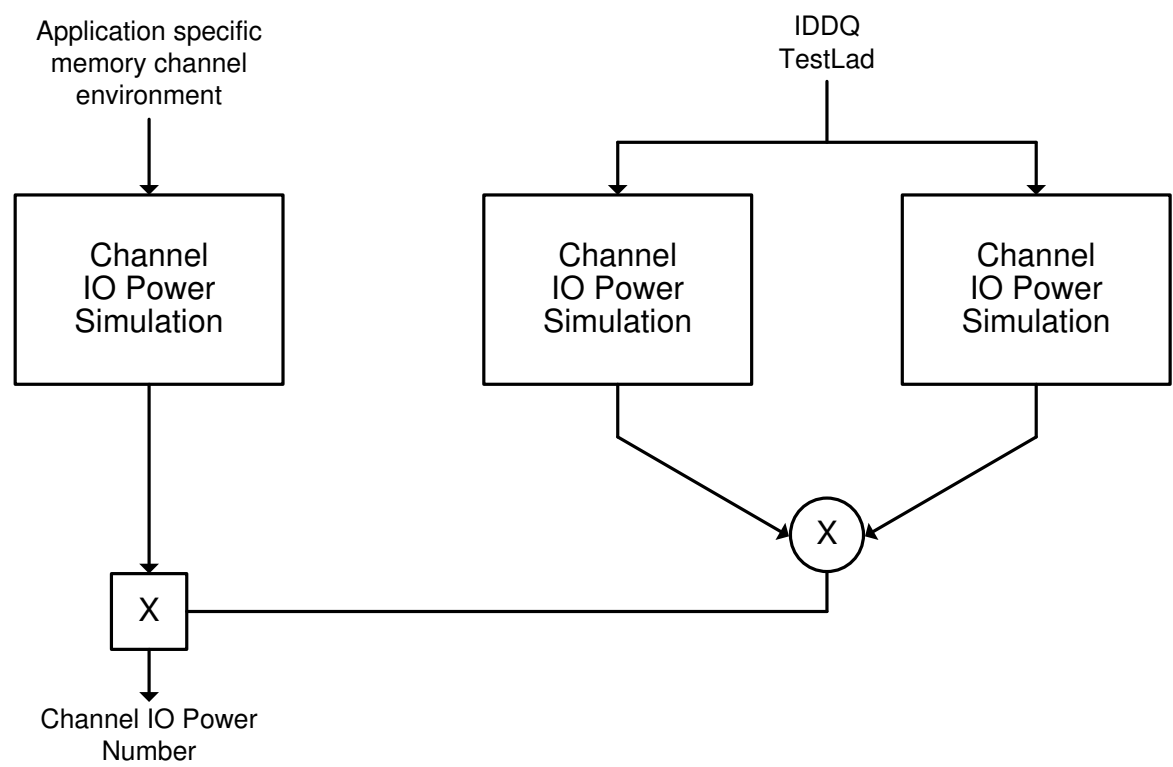 Application specific
memory channel
environment
IDDQ
TestLad
Channel
IO Power
Simulation
Channel
IO Power
Simulation
Channel
IO Power
Simulation
X
X
Channel IO Power
Number